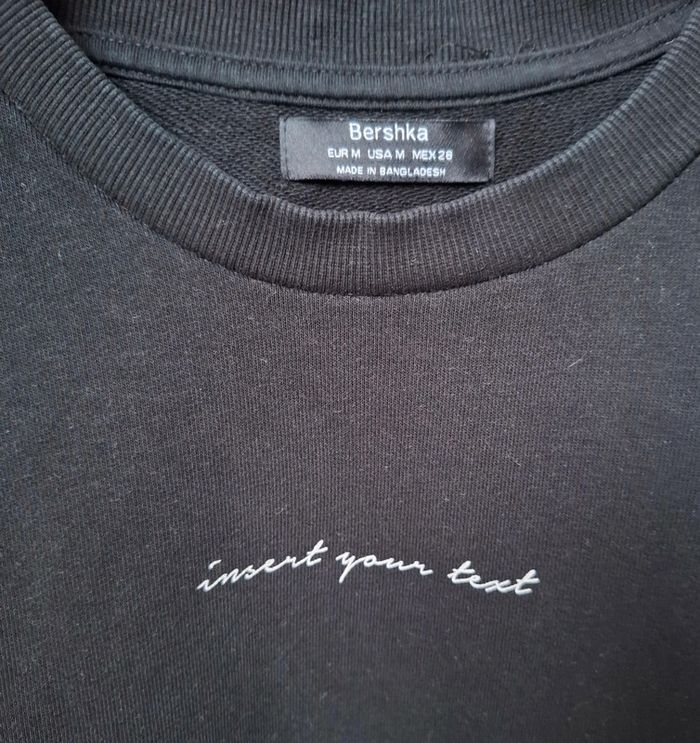 Bershka
EUR M USA M MEX 28
MADE IN BANGLADESH
insert your text